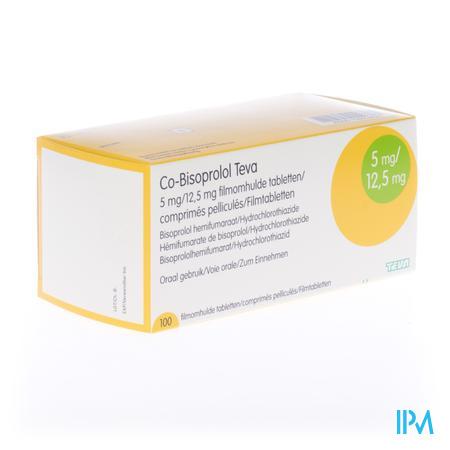 Co-Bisoprolol Teva
5 mg/12,5 mg filmomhulde tabletten/
comprimés pelliculés/Filmtabletten
Bisoprolol hemifumaraat/Hydrochlorothiazide
Hémifumarate de bisoprolol/Hydrochlorothiazide
Bisoprololhemifumarat/Hydrochlorothiazid
Oraal gebruik/Voie orale/Zum Einnehmen
100 filmomhulde tabletten/comprimés pelliculés/Filmtabletten
5 mg/
12,5 mg
TEVA
IPM